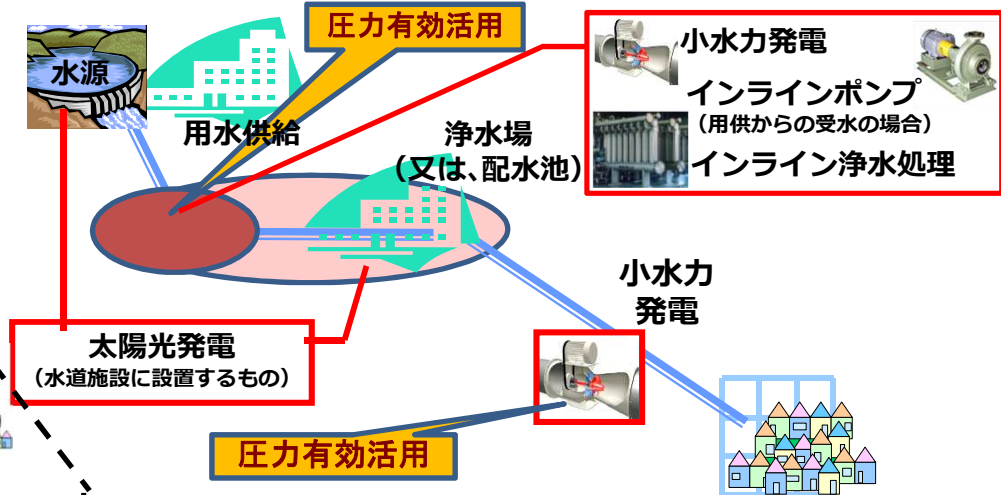 圧力有効活用
水源
用水供給
浄水場
（又は、配水池）
小水力発電
インラインポンプ
（用供からの受水の場合）
インライン浄水処理
小水力
発電
太陽光発電
（水道施設に設置するもの）
圧力有効活用